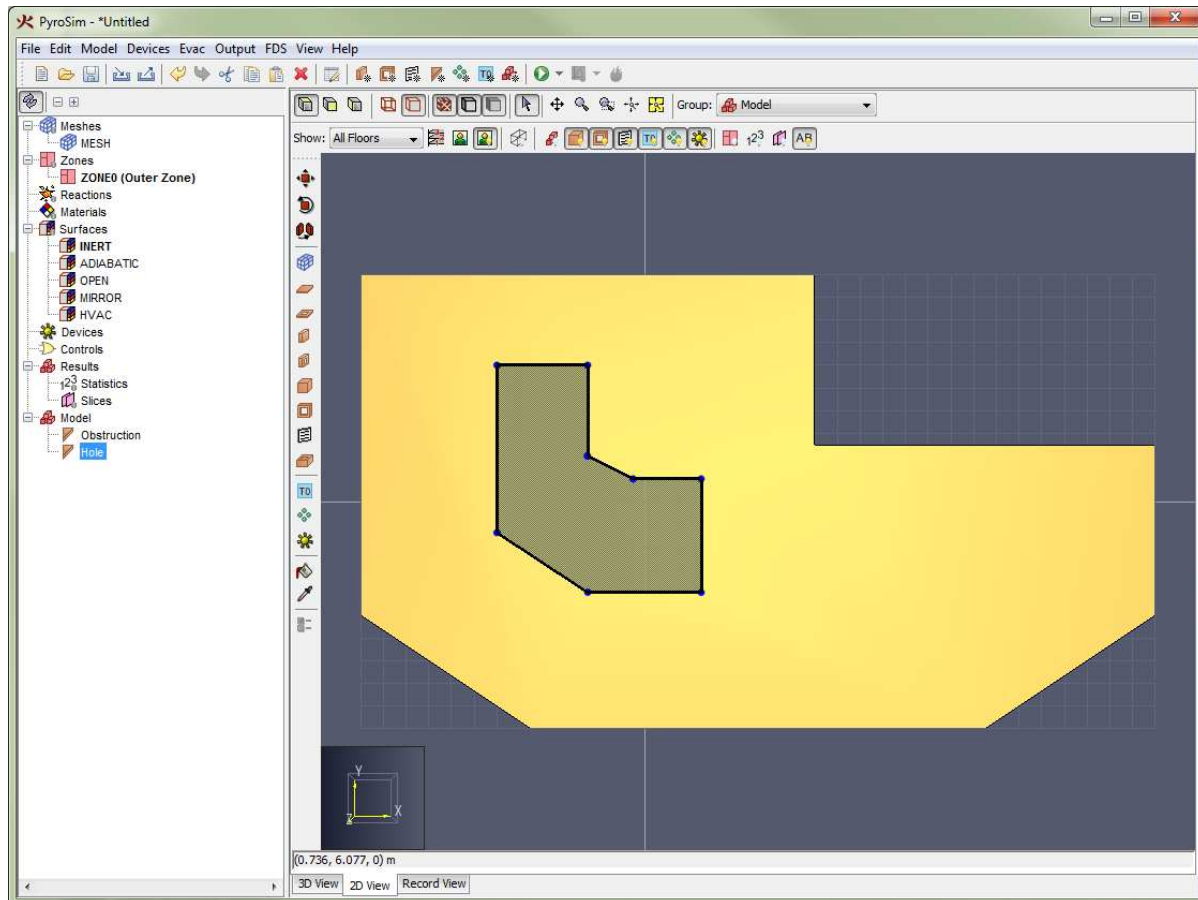 PyroSim - *Untitled
File Edit Model Devices Evac Output FDS View Help
Group: Model
Show: All Floors
Meshes
MESH
Zones
ZONE0 (Outer Zone)
Reactions
Materials
Surfaces
INERT
ADIABATIC
OPEN
MIRROR
HVAC
Devices
Controls
Results
Statistics
Slices
Model
Obstruction
Hole
Y
X
Z
(0.736, 6.077, 0) m
3D View 2D View Record View